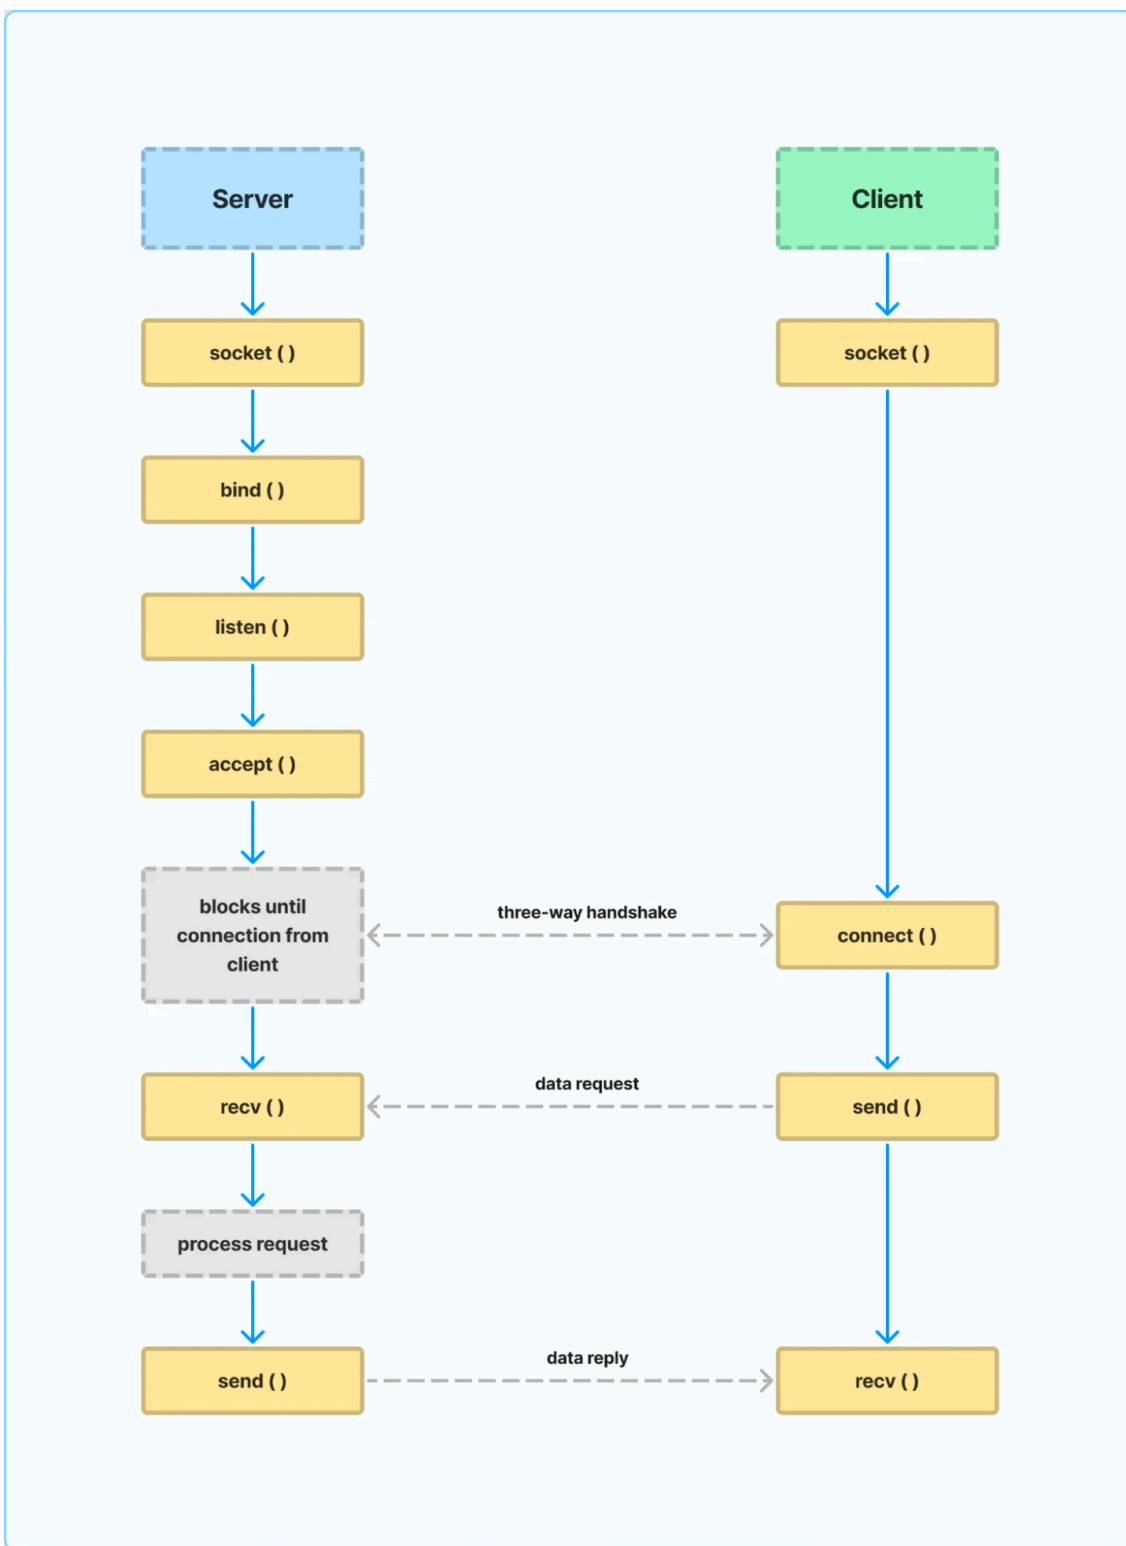 Server
Client
socket ( )
socket ( )
bind ( )
listen ( )
accept ( )
blocks until
connection from
client
three-way handshake
connect ( )
recv ( )
data request
send ( )
process request
send ( )
data reply
recv ( )